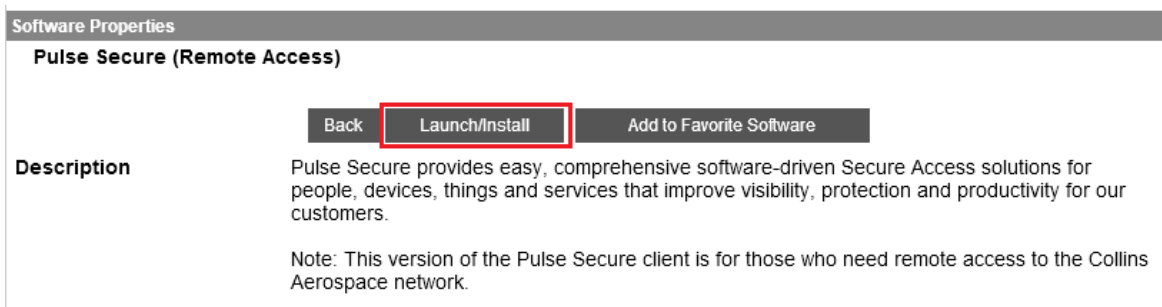 Software Properties
Pulse Secure (Remote Access)
Back Launch/Install Add to Favorite Software
Description Pulse Secure provides easy, comprehensive software-driven Secure Access solutions for
people, devices, things and services that improve visibility, protection and productivity for our
customers.
Note: This version of the Pulse Secure client is for those who need remote access to the Collins
Aerospace network.